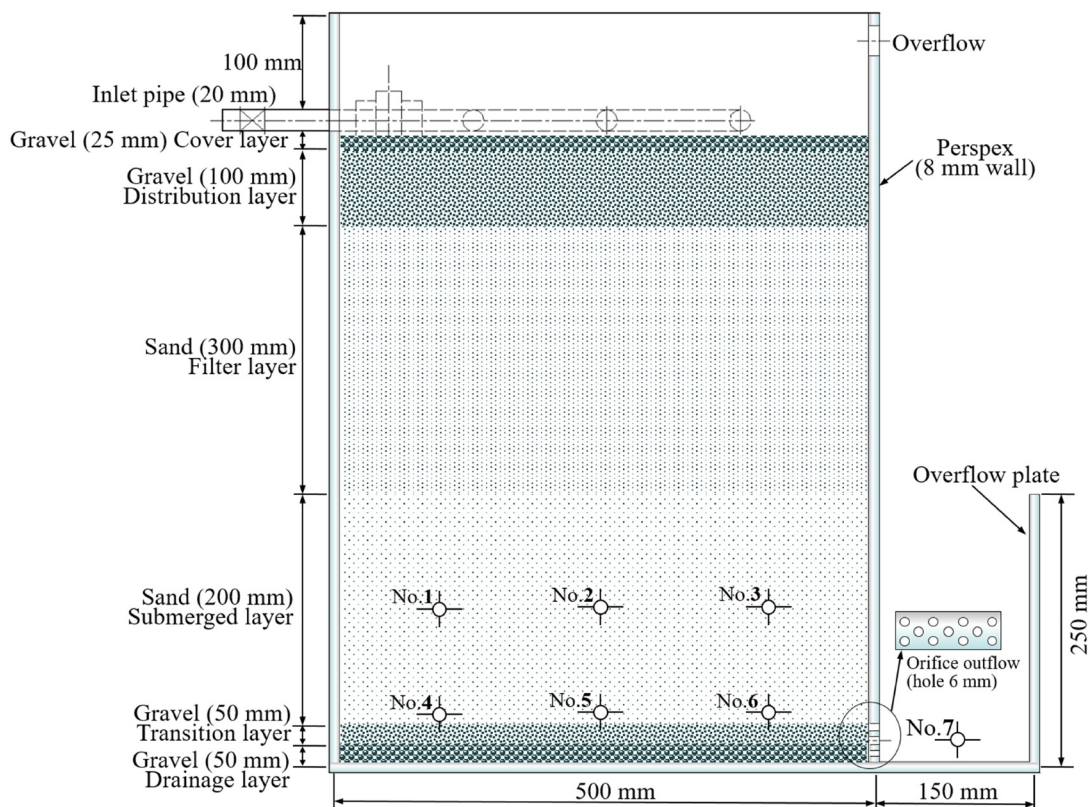 100 mm
Overflow
Inlet pipe (20 mm)
Gravel (25 mm) Cover layer
Perspex
(8 mm wall)
Gravel (100 mm)
Distribution layer
Sand (300 mm)
Filter layer
Overflow plate
Sand (200 mm)
Submerged layer
No.1
No.2
No.3
250 mm
Orifice outflow
(hole 6 mm)
No.4
No.5
No.6
Gravel (50 mm)
Transition layer
No.7
Gravel (50 mm)
Drainage layer
500 mm
150 mm